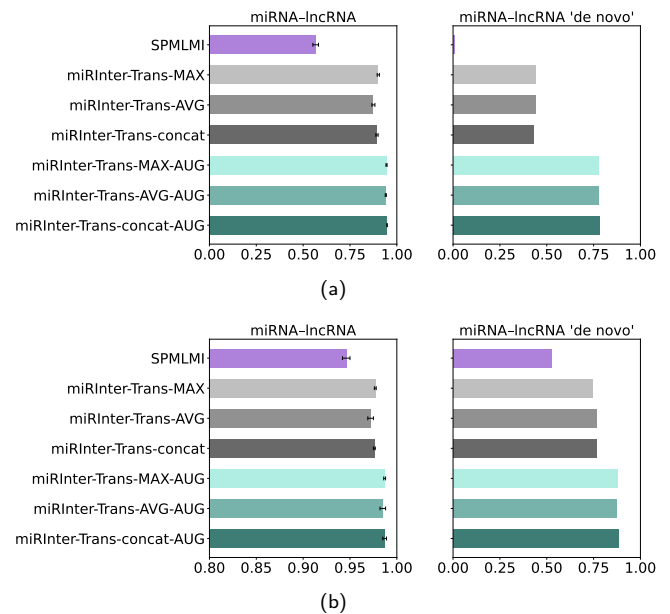 miRNA–lncRNA
miRNA–lncRNA 'de novo'
SPMLMI
miRInter-Trans-MAX
miRInter-Trans-AVG
miRInter-Trans-concat
miRInter-Trans-MAX-AUG
miRInter-Trans-AVG-AUG
miRInter-Trans-concat-AUG
0.00 0.25 0.50 0.75 1.00
0.00 0.25 0.50 0.75 1.00
(a)
miRNA–lncRNA
miRNA–lncRNA 'de novo'
SPMLMI
miRInter-Trans-MAX
miRInter-Trans-AVG
miRInter-Trans-concat
miRInter-Trans-MAX-AUG
miRInter-Trans-AVG-AUG
miRInter-Trans-concat-AUG
0.80 0.85 0.95 1.00
0.00 0.25 0.50 0.75 1.00
(b)